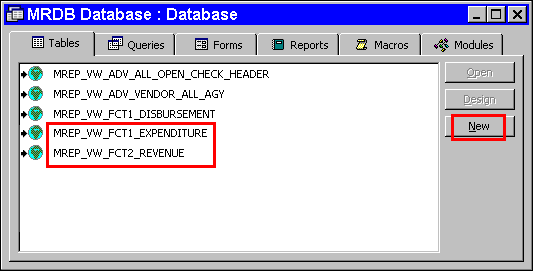 MRDB Database : Database
Tables Queries Forms Reports Macros Modules
MREP_VW_ADV_ALL_OPEN_CHECK_HEADER
MREP_VW_ADV_VENDOR_ALL_AGY
MREP_VW_FCT1_DISBURSEMENT
MREP_VW_FCT1_EXPENDITURE
MREP_VW_FCT2_REVENUE
Open
Design
New